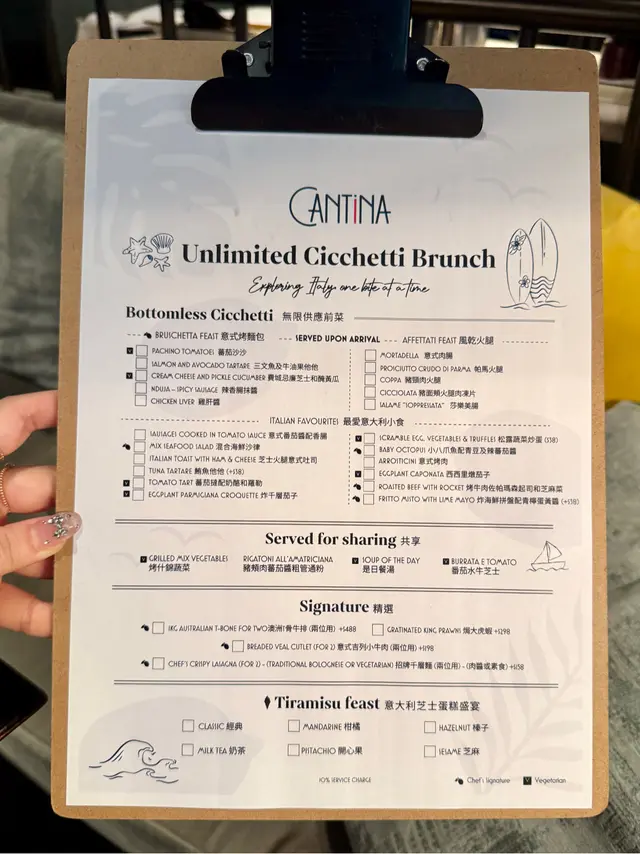 CANTINA
Unlimited Cicchetti Brunch
Exploring Italy one bite at a time
Bottomless Cicchetti 無限供應前菜
BRUSCHETTA FEAST 意式烤麵包 --- SERVED UPON ARRIVAL --- AFFETTATI FEAST 風乾火腿
V PACHINO TOMATOES 蕃茄沙沙
SALMON AND AVOCADO TARTARE 三文魚及牛油果他他
V CREAM CHEESE AND PICKLE CUCUMBER 費城忌廉芝士和醃黃瓜
NDUJA - SPICY SAUSAGE 辣香腸抹醬
CHICKEN LIVER 雞肝醬
MORTADELLA 意式肉腸
PROSCIUTTO CRUDO DI PARMA 帕馬火腿
COPPA 豬頸肉火腿
CICCIOLATA 豬面頰火腿肉凍片
SALAME "SOPPRESSATA" 莎樂美腸
ITALIAN FAVOURITES 最愛意大利小食
SAUSAGES COOKED IN TOMATO SAUCE 意式番茄醬配香腸
MIX SEAFOOD SALAD 混合海鮮沙律
ITALIAN TOAST WITH HAM & CHEESE 芝士火腿意式吐司
TUNA TARTARE 鮪魚他他 (+$38)
V TOMATO TART 蕃茄撻配奶酪和羅勒
V EGGPLANT PARMIGIANA CROQUETTE 炸千層茄子
V SCRAMBLE EGG, VEGETABLES & TRUFFLES 松露蔬菜炒蛋 ($38)
BABY OCTOPUS 小八爪魚配青豆及辣蕃茄醬
ARROSTICINI 意式烤肉
V EGGPLANT CAPONATA 西西里燉茄子
ROASTED BEEF WITH ROCKET 烤牛肉佐帕瑪森起司和芝麻菜
FRITTO MISTO WITH LIME MAYO 炸海鮮拼盤配青檸蛋黃醬 (+$38)
Served for sharing 共享
V GRILLED MIX VEGETABLES
烤什錦蔬菜
RIGATONI ALL'AMATRICIANA
豬頰肉蕃茄醬粗管通粉
V SOUP OF THE DAY
是日餐湯
V BURRATA E TOMATO
番茄水牛芝士
Signature 精選
1KG AUSTRALIAN T-BONE FOR TWO 澳洲T骨牛排 (兩位用) +$488
GRATINATED KING PRAWNS 焗大虎蝦 +$298
BREADED VEAL CUTLET (FOR 2) 意式吉列小牛肉 (兩位用) +$198
CHEF'S CRISPY LASAGNA (FOR 2) - (TRADITIONAL BOLOGNESE OR VEGETARIAN) 招牌千層麵 (兩位用) - (肉醬或素食) +$158
Tiramisu feast 意大利芝士蛋糕盛宴
CLASSIC 經典
MANDARINE 柑橘
HAZELNUT 榛子
MILK TEA 奶茶
PISTACHIO 開心果
SESAME 芝麻
10% SERVICE CHARGE
Chef's Signature
V Vegetarian